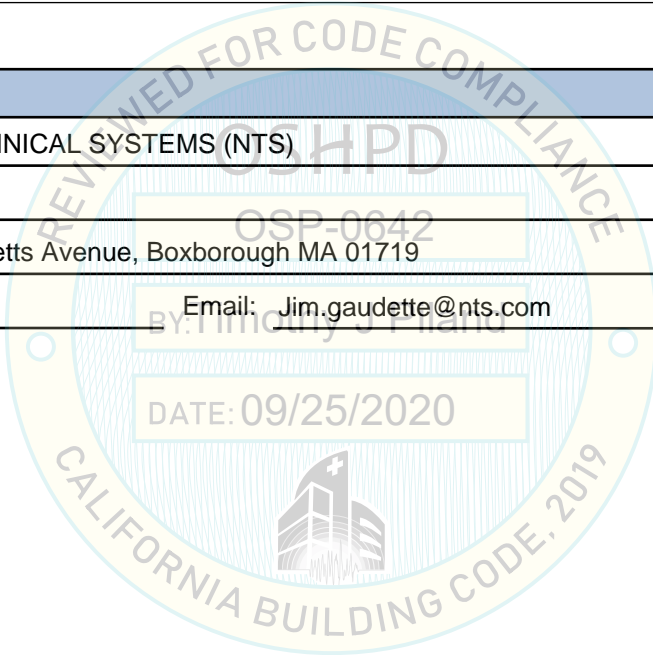 REVIEWED FOR CODE COMPLIANCE
HNICAL SYSTEMS (NTS)
OSHPD
OSP-0642
etts Avenue, Boxborough MA 01719
Email: Jim.gaudette@nts.com
BY: Timothy J Piland
DATE: 09/25/2020
CALIFORNIA BUILDING CODE, 2019